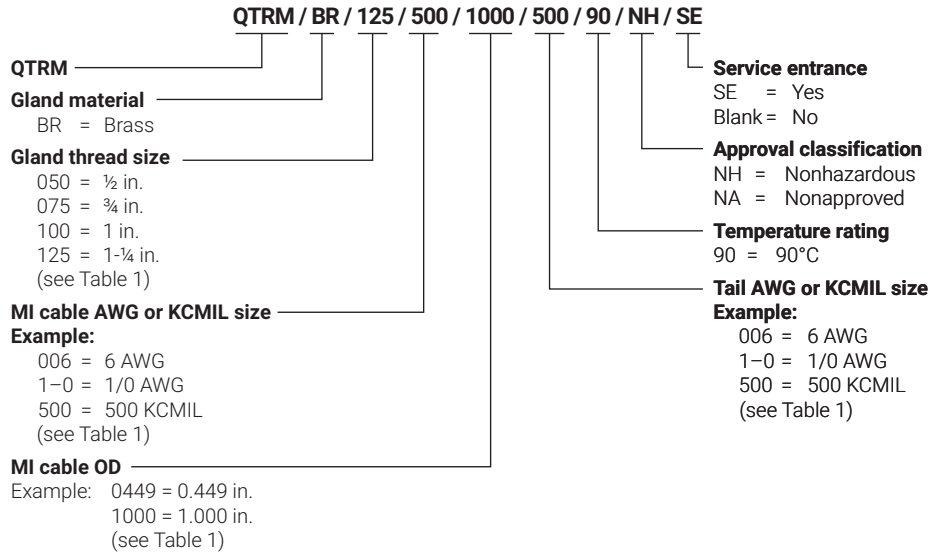 QTRM / BR / 125 / 500 / 1000 / 500 / 90 / NH / SE
QTRM
Gland material
BR = Brass
Gland thread size
050 = ½ in.
075 = ¾ in.
100 = 1 in.
125 = 1-¼ in.
(see Table 1)
MI cable AWG or KCMIL size
Example:
006 = 6 AWG
1–0 = 1/0 AWG
500 = 500 KCMIL
(see Table 1)
MI cable OD
Example: 0449 = 0.449 in.
1000 = 1.000 in.
(see Table 1)
Service entrance
SE = Yes
Blank = No
Approval classification
NH = Nonhazardous
NA = Nonapproved
Temperature rating
90 = 90°C
Tail AWG or KCMIL size
Example:
006 = 6 AWG
1–0 = 1/0 AWG
500 = 500 KCMIL
(see Table 1)